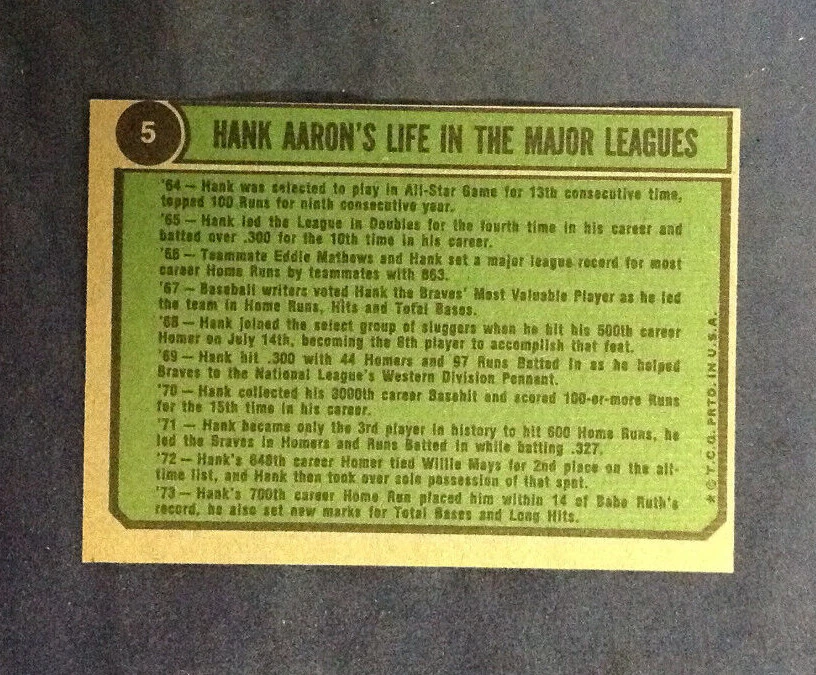 5
HANK AARON'S LIFE IN THE MAJOR LEAGUES
'64 — Hank was selected to play in All-Star Game for 13th consecutive time,
topped 100 Runs for ninth consecutive year.
'65 — Hank led the League in Doubles for the fourth time in his career and
batted over .300 for the 10th time in his career.
'66 — Teammate Eddie Mathews and Hank set a major league record for most
career Home Runs by teammates with 863.
'67 — Baseball writers voted Hank the Braves' Most Valuable Player as he led
the team in Home Runs, Hits and Total Bases.
'68 — Hank joined the select group of sluggers when he hit his 500th career
Homer on July 14th, becoming the 8th player to accomplish that feat.
'69 — Hank hit .300 with 44 Homers and 97 Runs Batted In as he helped
Braves to the National League's Western Division Pennant.
'70 — Hank collected his 3000th career Basehit and scored 100-or-more Runs
for the 15th time in his career.
'71 — Hank became only the 3rd player in history to hit 600 Home Runs, he
led the Braves in Homers and Runs Batted In while batting .327.
'72 — Hank's 648th career Homer tied Willie Mays for 2nd place on the all-
time list, and Hank then took over sole possession of that spot.
'73 — Hank's 700th career Home Run placed him within 14 of Babe Ruth's
record, he also set new marks for Total Bases and Long Hits.
★ © T.C.G. PRTD. IN U.S.A.